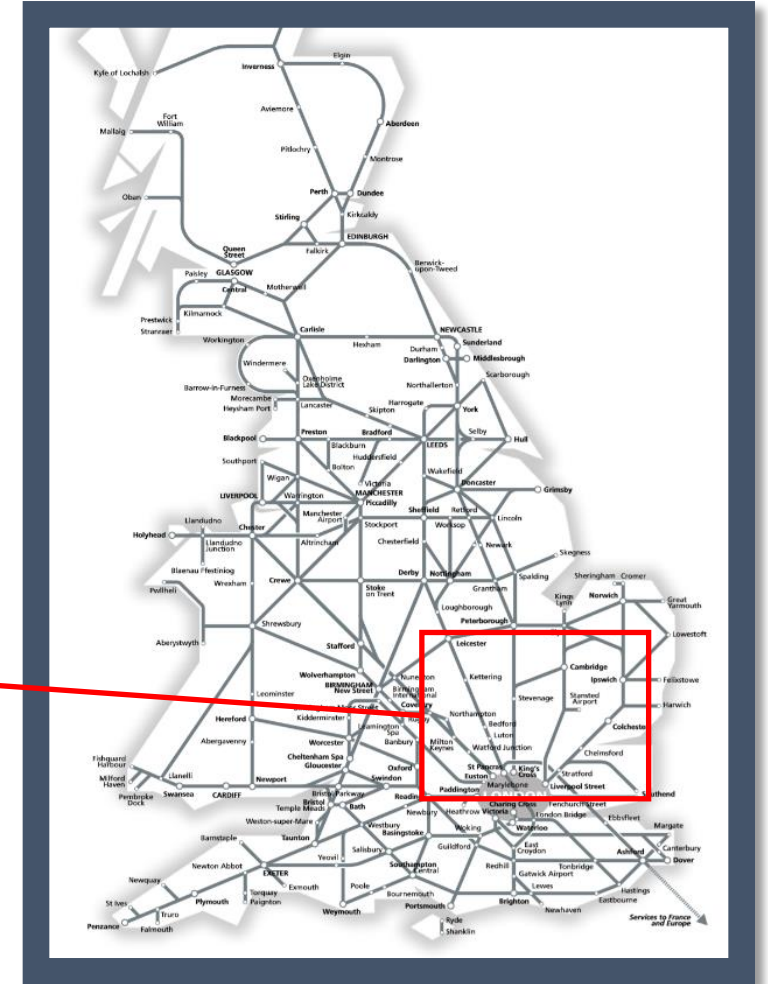 Elgin
Inverness
Kyle of Lochalsh
Aviemore
Fort
William
Aberdeen
Mallaig
Pitlochry
Montrose
Perth
Dundee
Oban
Kirkcaldy
Stirling
EDINBURGH
Queen
Street
Falkirk
Berwick-
upon-Tweed
Paisley
GLASGOW
Central
Motherwell
Kilmarnock
Prestwick
Stranraer
Carlisle
NEWCASTLE
Workington
Hexham
Durham
Sunderland
Darlington
Middlesbrough
Windermere
Scarborough
Oxenholme
Lake District
Northallerton
Barrow-in-Furness
Morecambe
Heysham Port
Lancaster
Harrogate
York
Skipton
Blackpool
Preston
Bradford
Selby
Hull
LEEDS
Blackburn
Huddersfield
Southport
Bolton
Wakefield
Wigan
Victoria
Doncaster
LIVERPOOL
Warrington
MANCHESTER
Piccadilly
Grimsby
Manchester
Airport
Sheffield
Retford
Lincoln
Llandudno
Stockport
Worksop
Holyhead
Chester
Llandudno
Junction
Altrincham
Chesterfield
Newark
Skegness
Blaenau Ffestiniog
Pwllheli
Wrexham
Crewe
Stoke
on Trent
Derby
Nottingham
Grantham
Spalding
Sheringham
Cromer
Kings
Lynn
Norwich
Great
Yarmouth
Loughborough
Peterborough
Aberystwyth
Shrewsbury
Stafford
Leicester
Lowestoft
Wolverhampton
Nuneaton
Kettering
Cambridge
BIRMINGHAM
New Street
Birmingham
International
Ipswich
Felixstowe
Leominster
Coventry
Stevenage
Stansted
Airport
Harwich
Kidderminster
Rugby
Northampton
Hereford
Leamington
Spa
Bedford
Colchester
Worcester
Banbury
Milton
Keynes
Luton
Abergavenny
Watford Junction
Chelmsford
Cheltenham Spa
Gloucester
Oxford
St Pancras
King's
Cross
Fishguard
Harbour
Euston
Stratford
Llanelli
Newport
Swindon
Marylebone
Milford
Haven
Paddington
Liverpool Street
Southend
Pembroke
Dock
Swansea
CARDIFF
Bristol Parkway
Reading
Charing Cross
Fenchurch Street
Bristol
Temple Meads
Bath
Newbury
Heathrow
Victoria
London Bridge
Ebbsfleet
Weston-super-Mare
Westbury
Waterloo
Margate
Barnstaple
Taunton
Basingstoke
Woking
East
Croydon
Canterbury
Salisbury
Guildford
Ashford
Dover
Newton Abbot
Yeovil
Southampton
Central
Redhill
Tonbridge
EXETER
Gatwick Airport
Newquay
Exmouth
Poole
Lewes
Hastings
Plymouth
Torquay
Paignton
Bournemouth
Eastbourne
St Ives
Weymouth
Portsmouth
Brighton
Newhaven
Truro
Penzance
Falmouth
Ryde
Shanklin
Services to France
and Europe